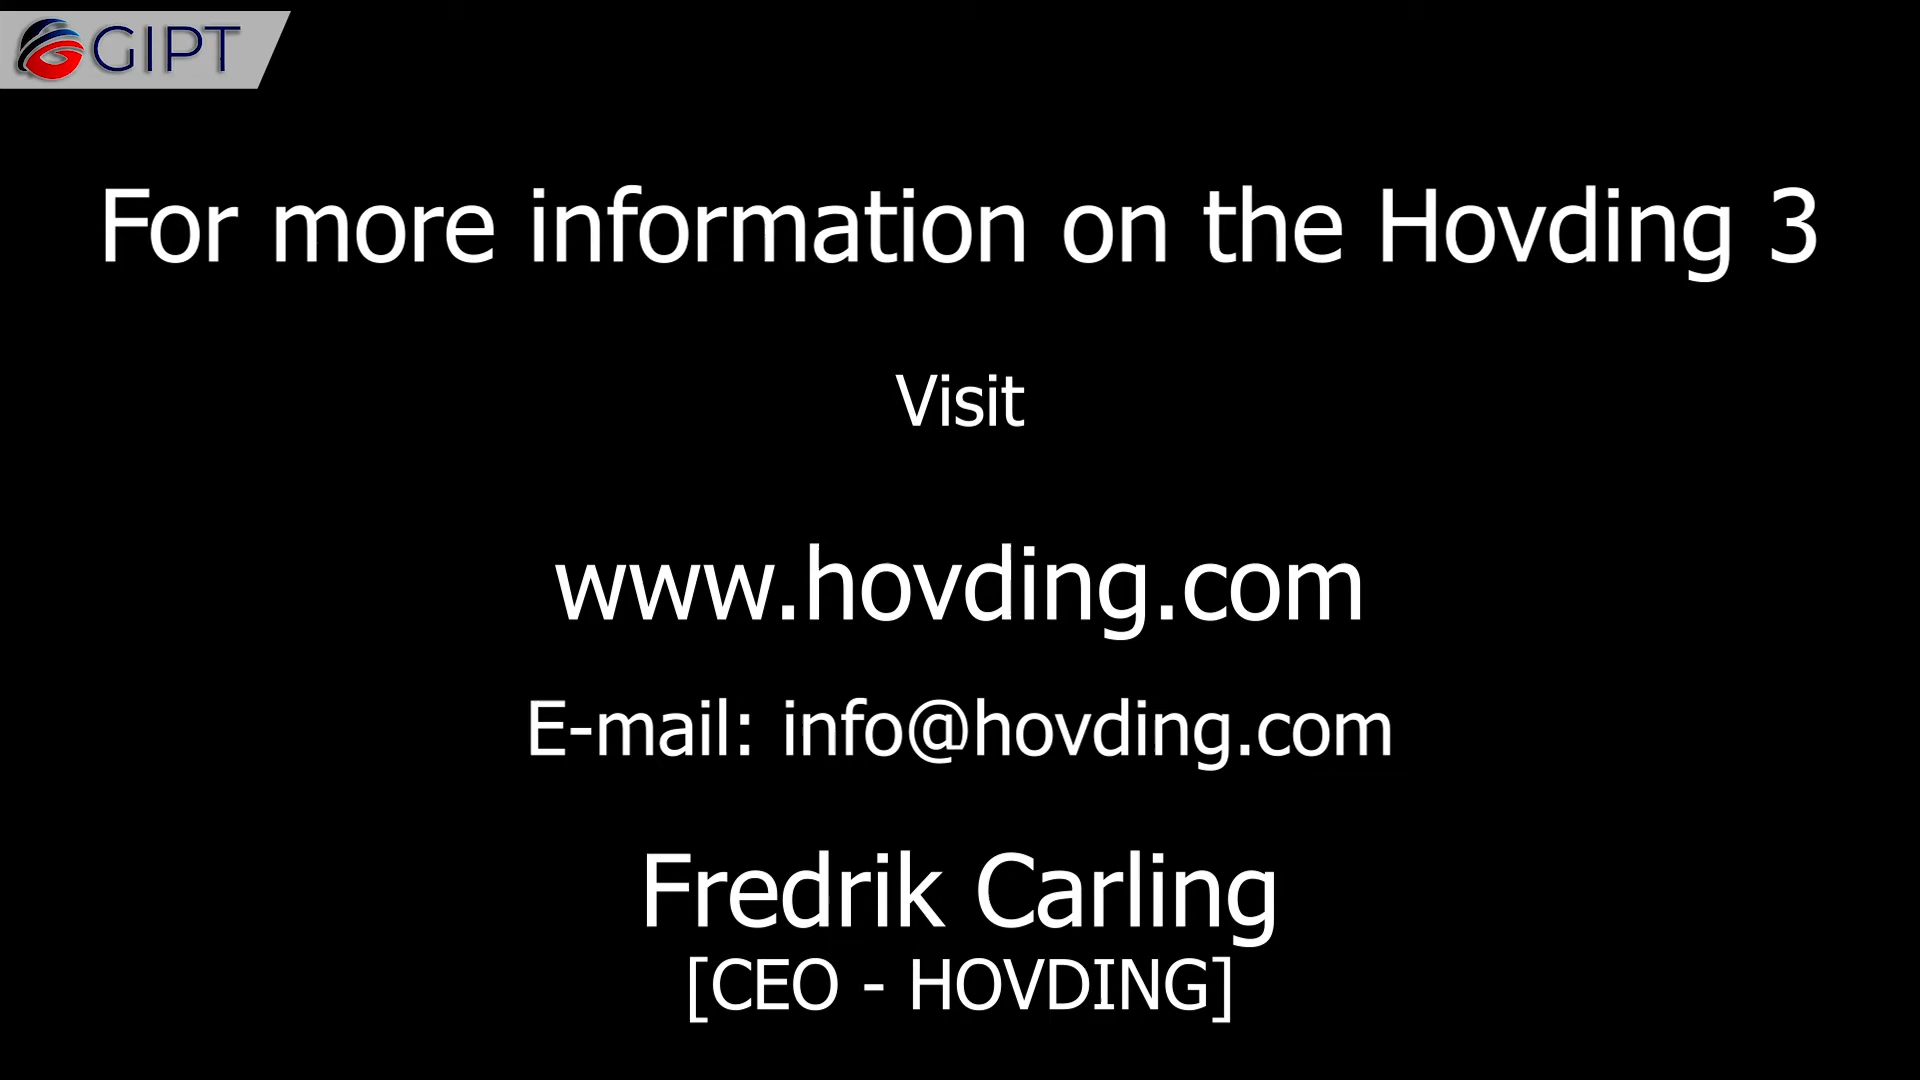 GIPT
For more information on the Hovding 3
Visit
www.hovding.com
E-mail: info@hovding.com
Fredrik Carling
[CEO - HOVDING]